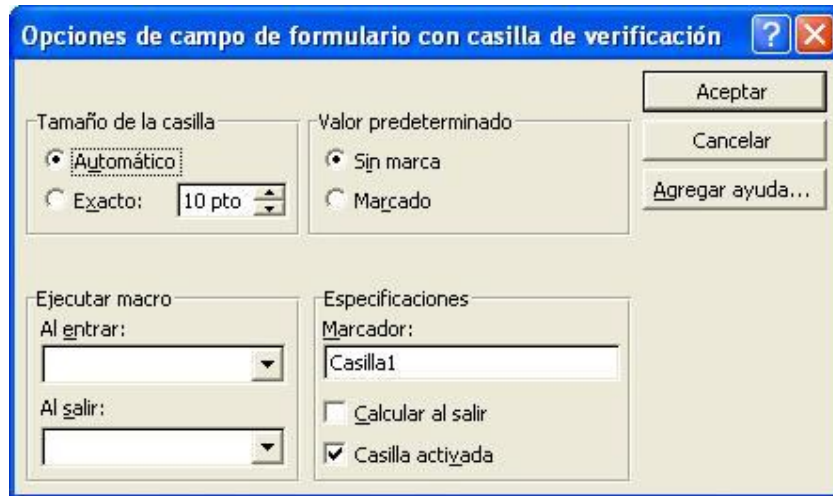 Opciones de campo de formulario con casilla de verificación
Aceptar
Cancelar
Agregar ayuda...
Tamaño de la casilla
Automático
Exacto: 10 pto
Valor predeterminado
Sin marca
Marcado
Ejecutar macro
Al entrar:
Al salir:
Especificaciones
Marcador:
Casilla1
Calcular al salir
Casilla activada